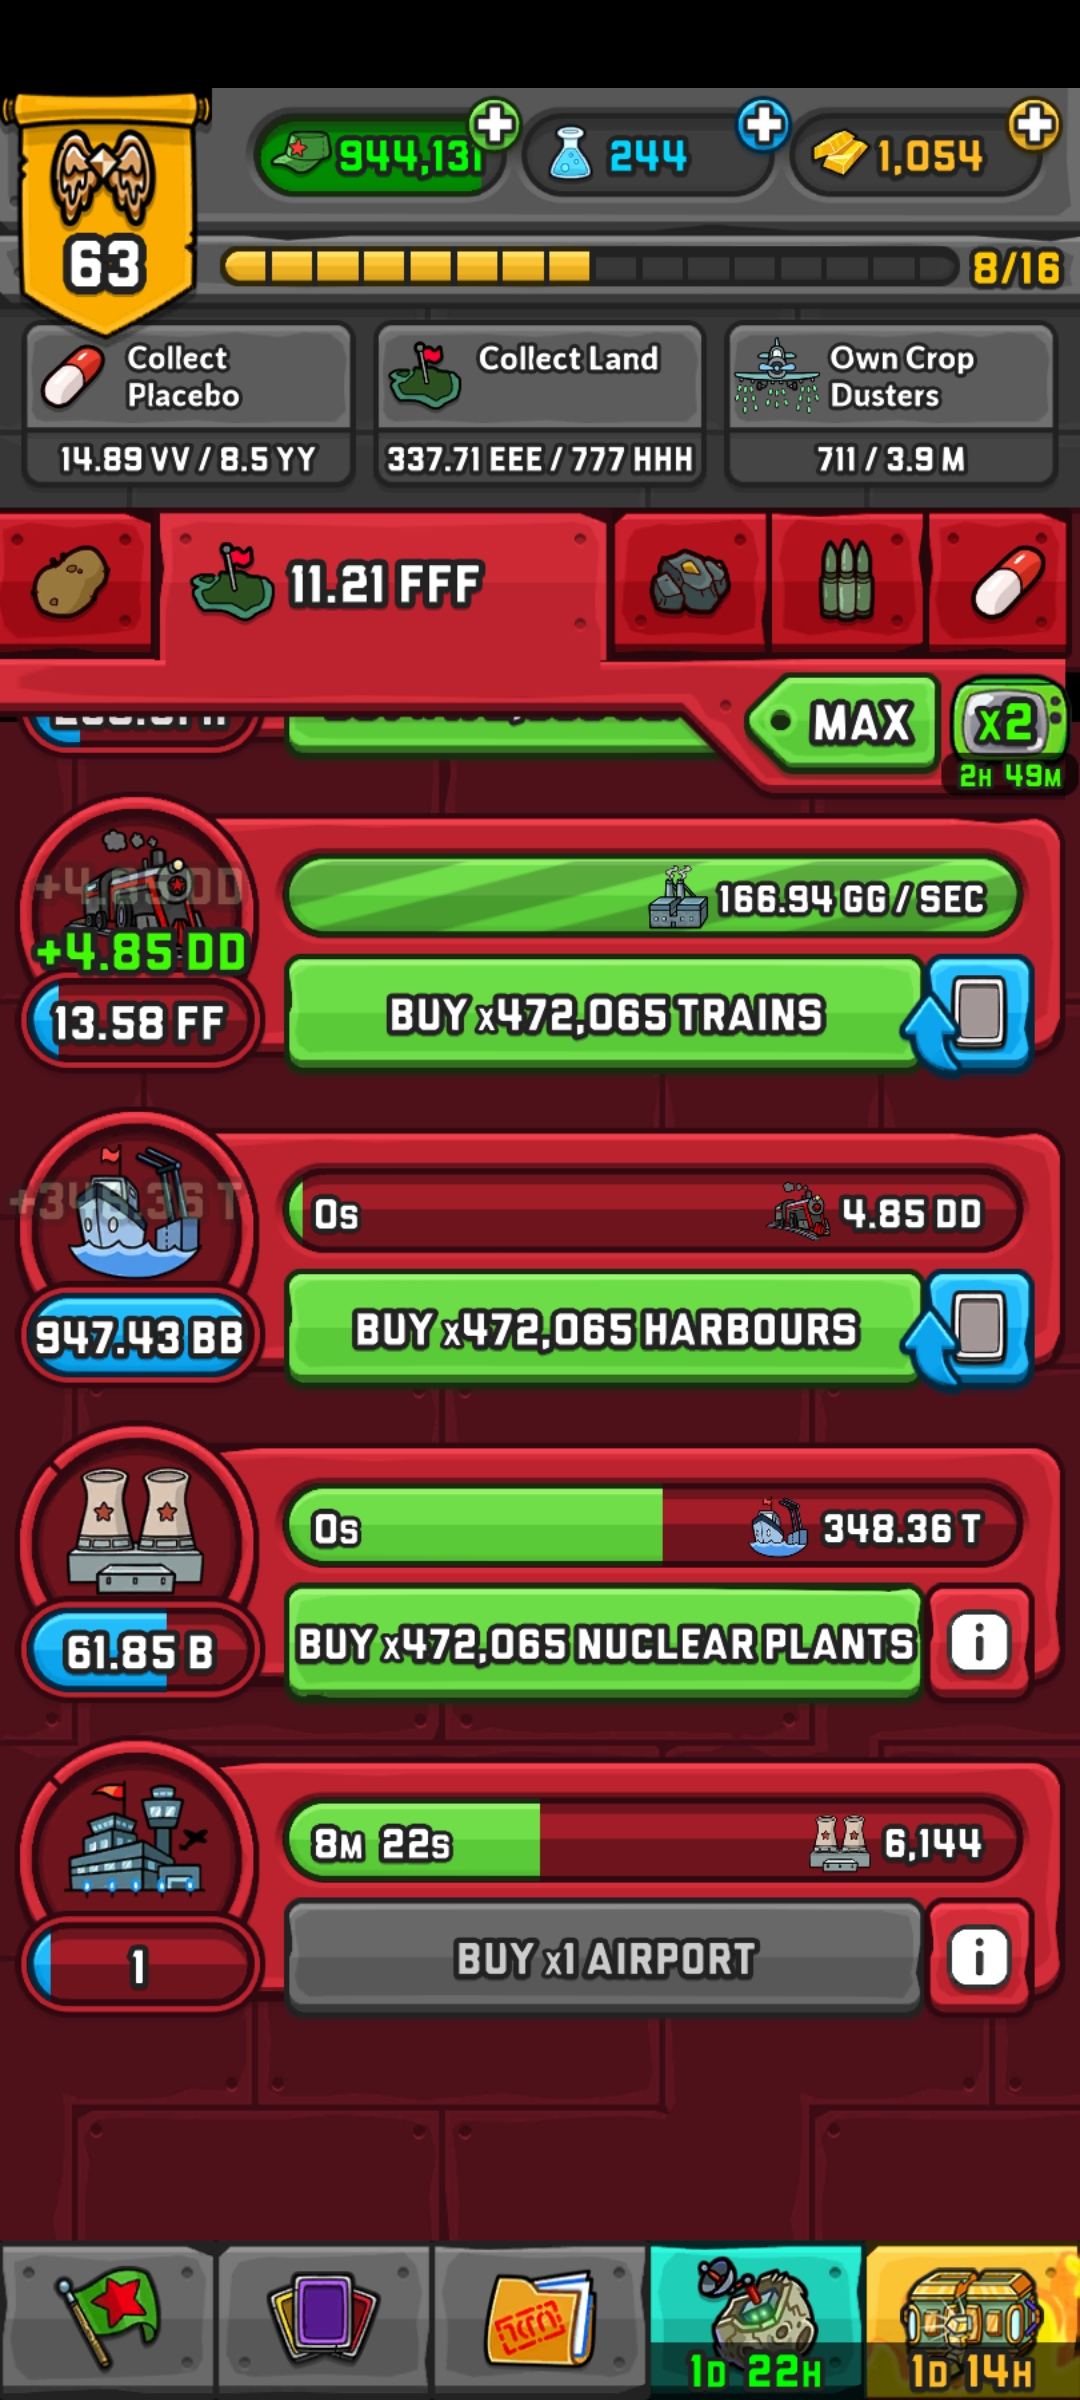 944,131
244
1,054
63
8/16
Collect
Placebo
Collect Land
Own Crop
Dusters
14.89 VV / 8.5 YY
337.71 EEE / 777 HHH
711 / 3.9 M
11.21 FFF
MAX
x2
2H 49M
+4.85 DD
166.94 GG / SEC
13.58 FF
BUY x472,065 TRAINS
+348.36 T
0s
4.85 DD
947.43 BB
BUY x472,065 HARBOURS
0s
348.36 T
61.85 B
BUY x472,065 NUCLEAR PLANTS
8M 22s
6,144
1
BUY x1 AIRPORT
1D 22H
1D 14H